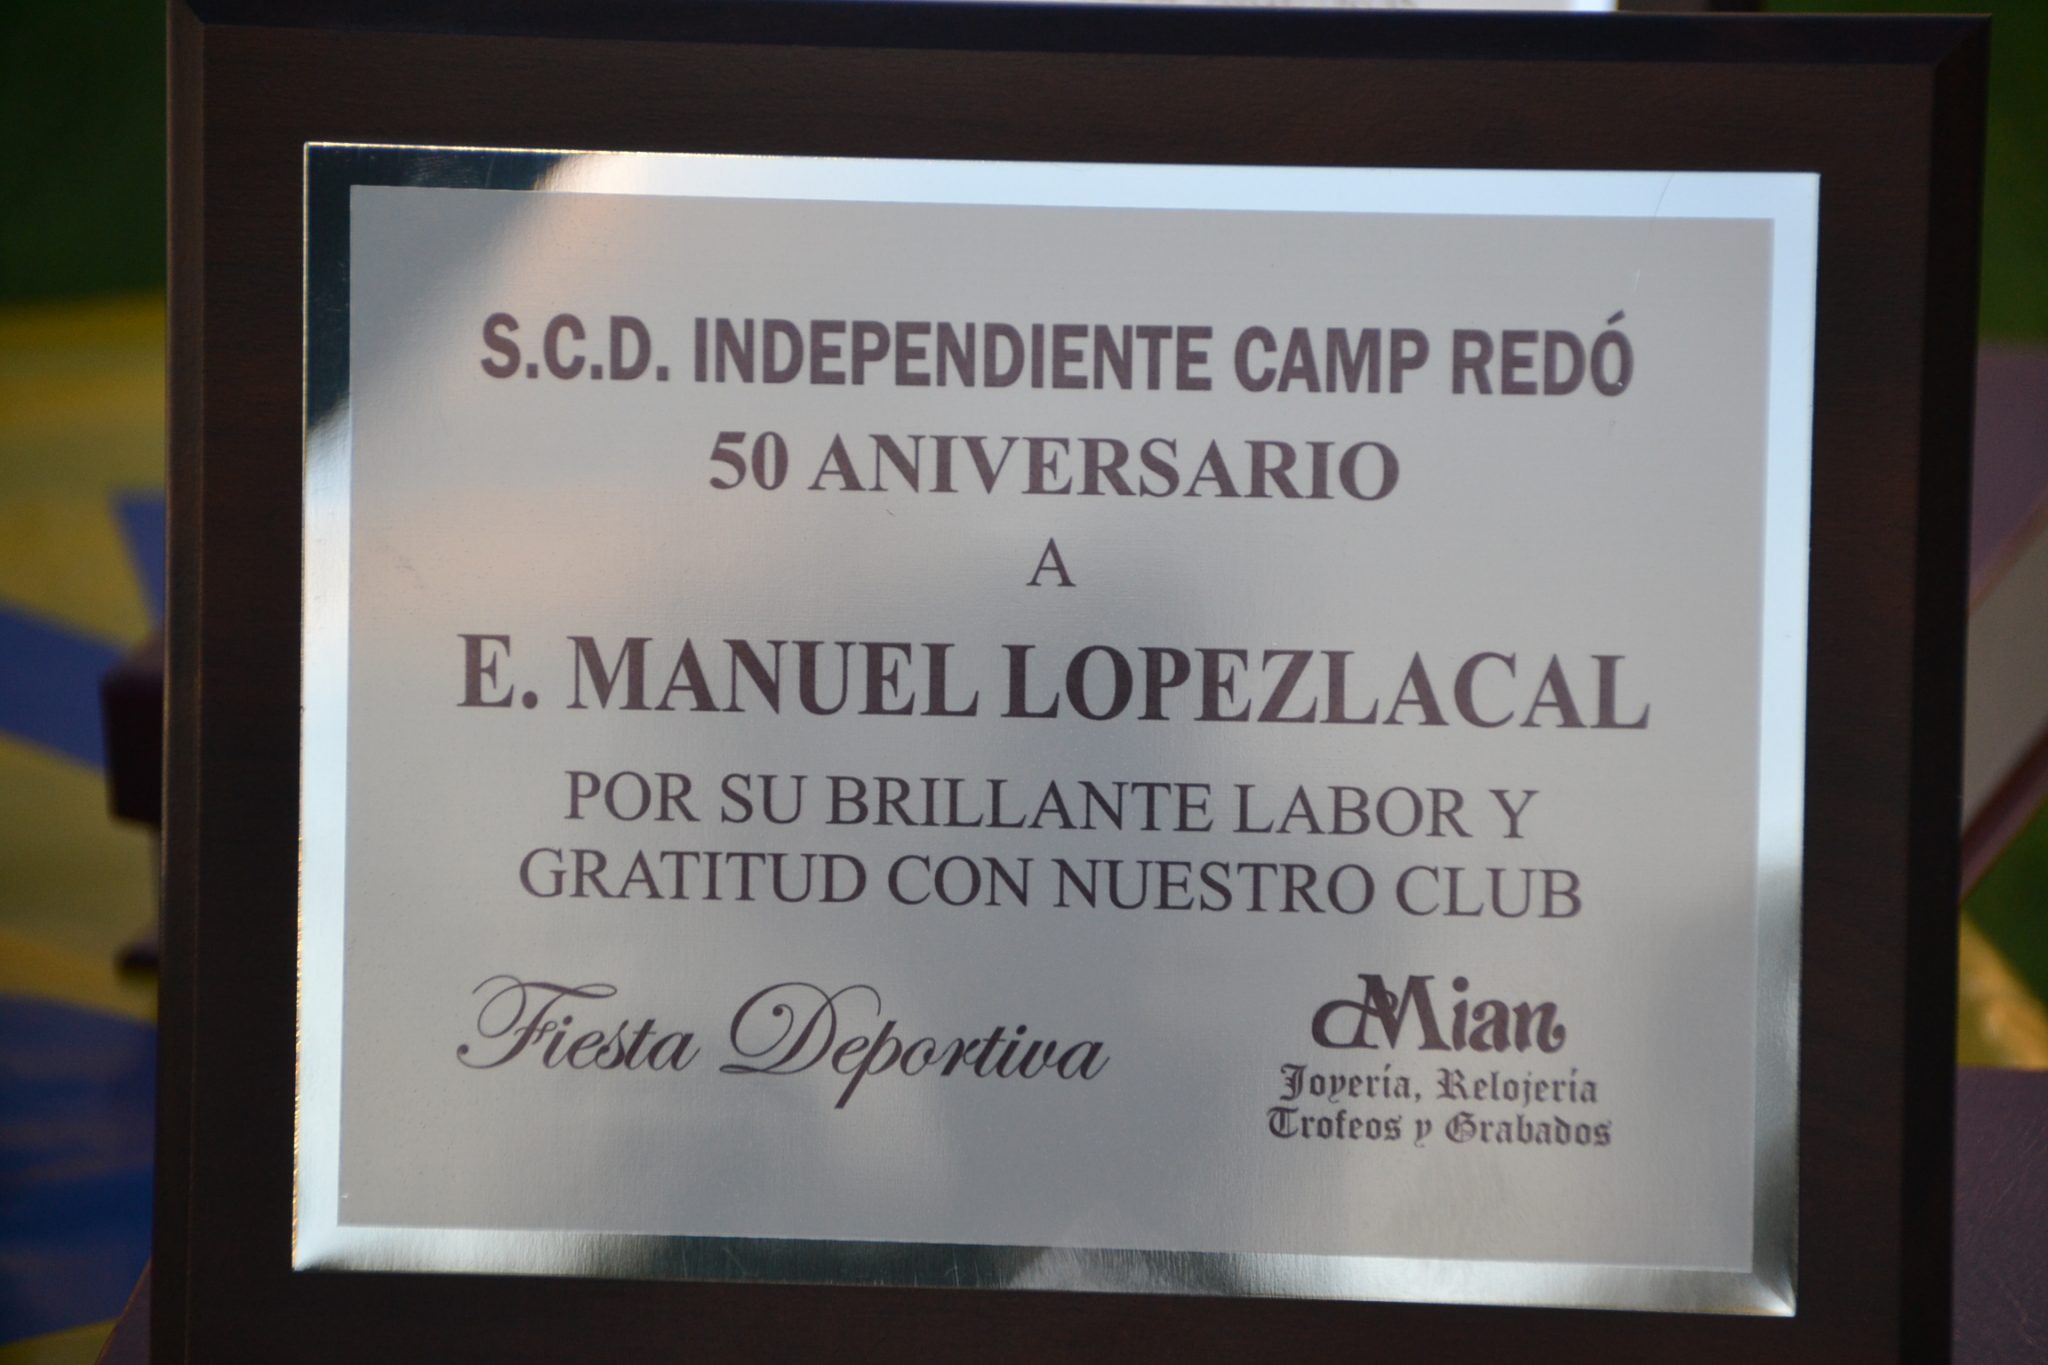 S.C.D. INDEPENDIENTE CAMP REDÓ
50 ANIVERSARIO
A
E. MANUEL LOPEZLACAL
POR SU BRILLANTE LABOR Y
GRATITUD CON NUESTRO CLUB
Fiesta Deportiva
Mian
Joyería, Relojería
Trofeos y Grabados